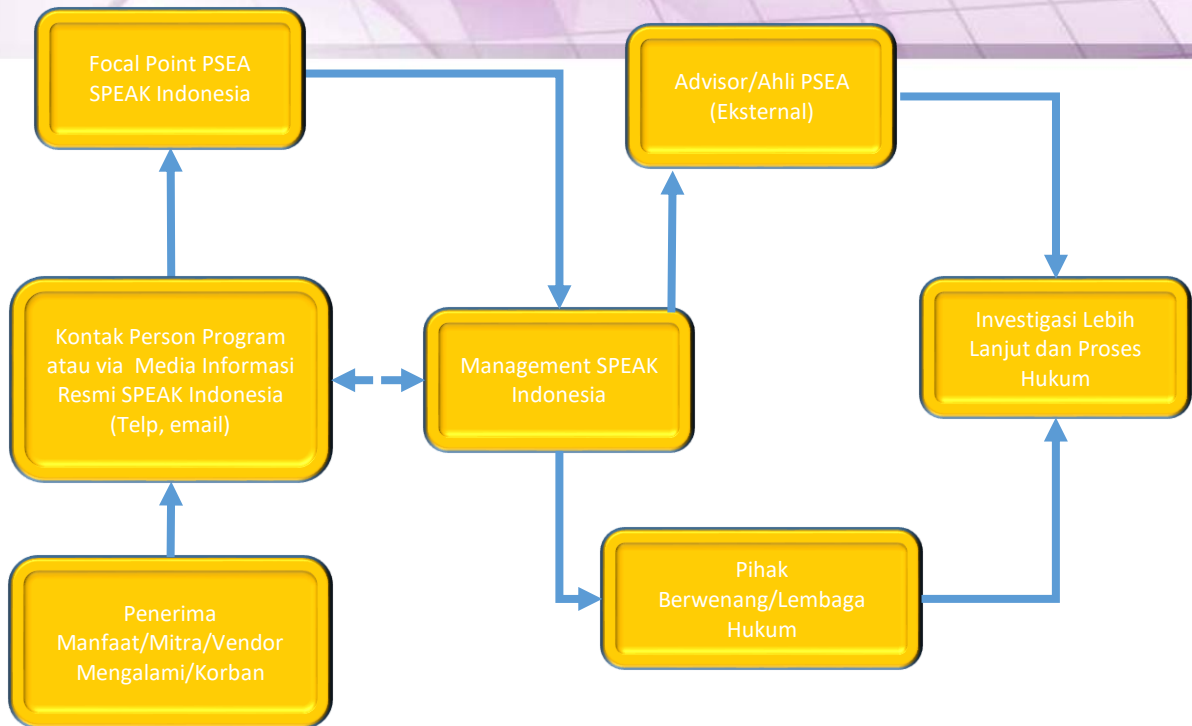 Focal Point PSEA
SPEAK Indonesia
Advisor/Ahli PSEA
(Eksternal)
Kontak Person Program
atau via Media Informasi
Resmi SPEAK Indonesia
(Telp, email)
Management SPEAK
Indonesia
Investigasi Lebih
Lanjut dan Proses
Hukum
Penerima
Manfaat/Mitra/Vendor
Mengalami/Korban
Pihak
Berwenang/Lembaga
Hukum